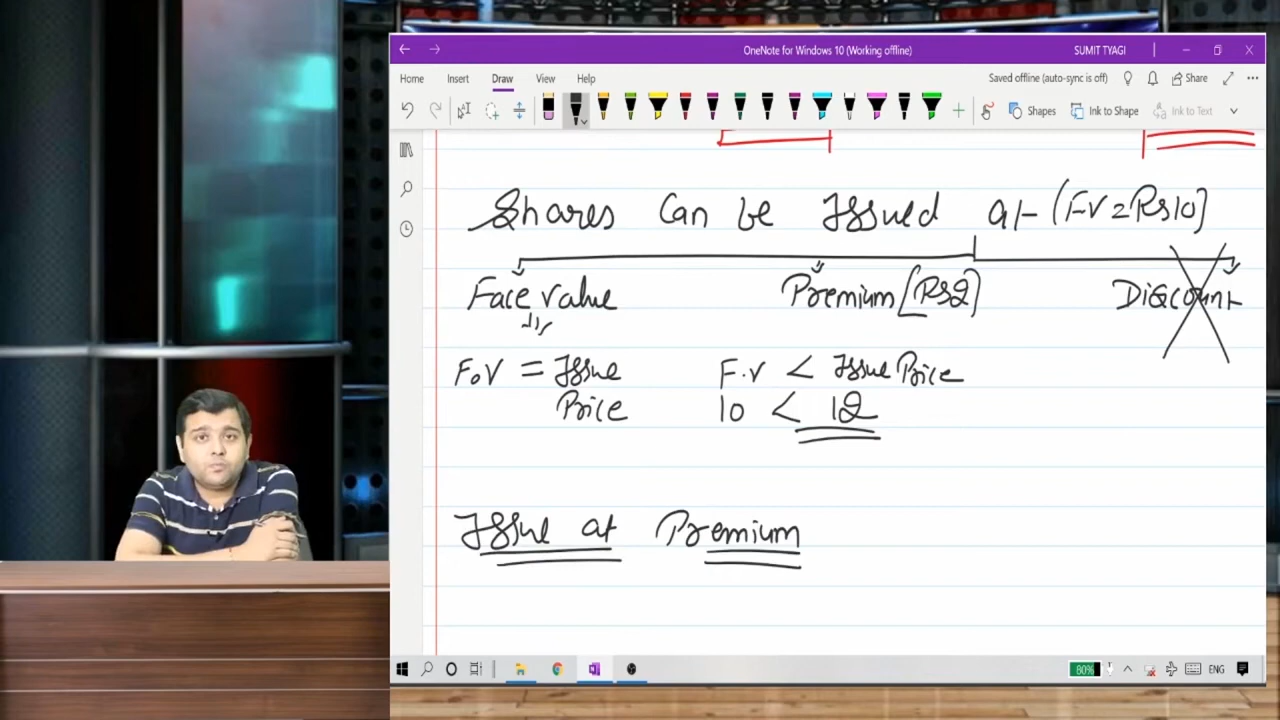 OneNote for Windows 10 (Working offline)
SUMIT TYAGI
Home Insert Draw View Help
Saved offline (auto-sync is off)
Share
Shapes
Ink to Shape
Ink to Text
Shares Can be Issued at (FV = Rs10)
Face value
Premium [Rs2]
Discount
F.V = Issue
Price
F.V < Issue Price
10 < 12
Issue at Premium
80%
ENG